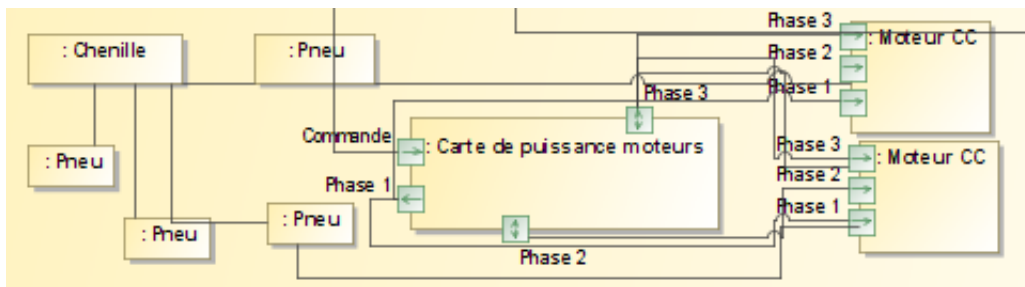 Phase 3
: Chenille
: Pneu
: Moteur CC
Phase 2
Phase 3
Phase 1
Commande
: Carte de puissance moteurs
Phase 3
: Pneu
: Moteur CC
Phase 1
Phase 2
: Pneu
Phase 1
: Pneu
Phase 2